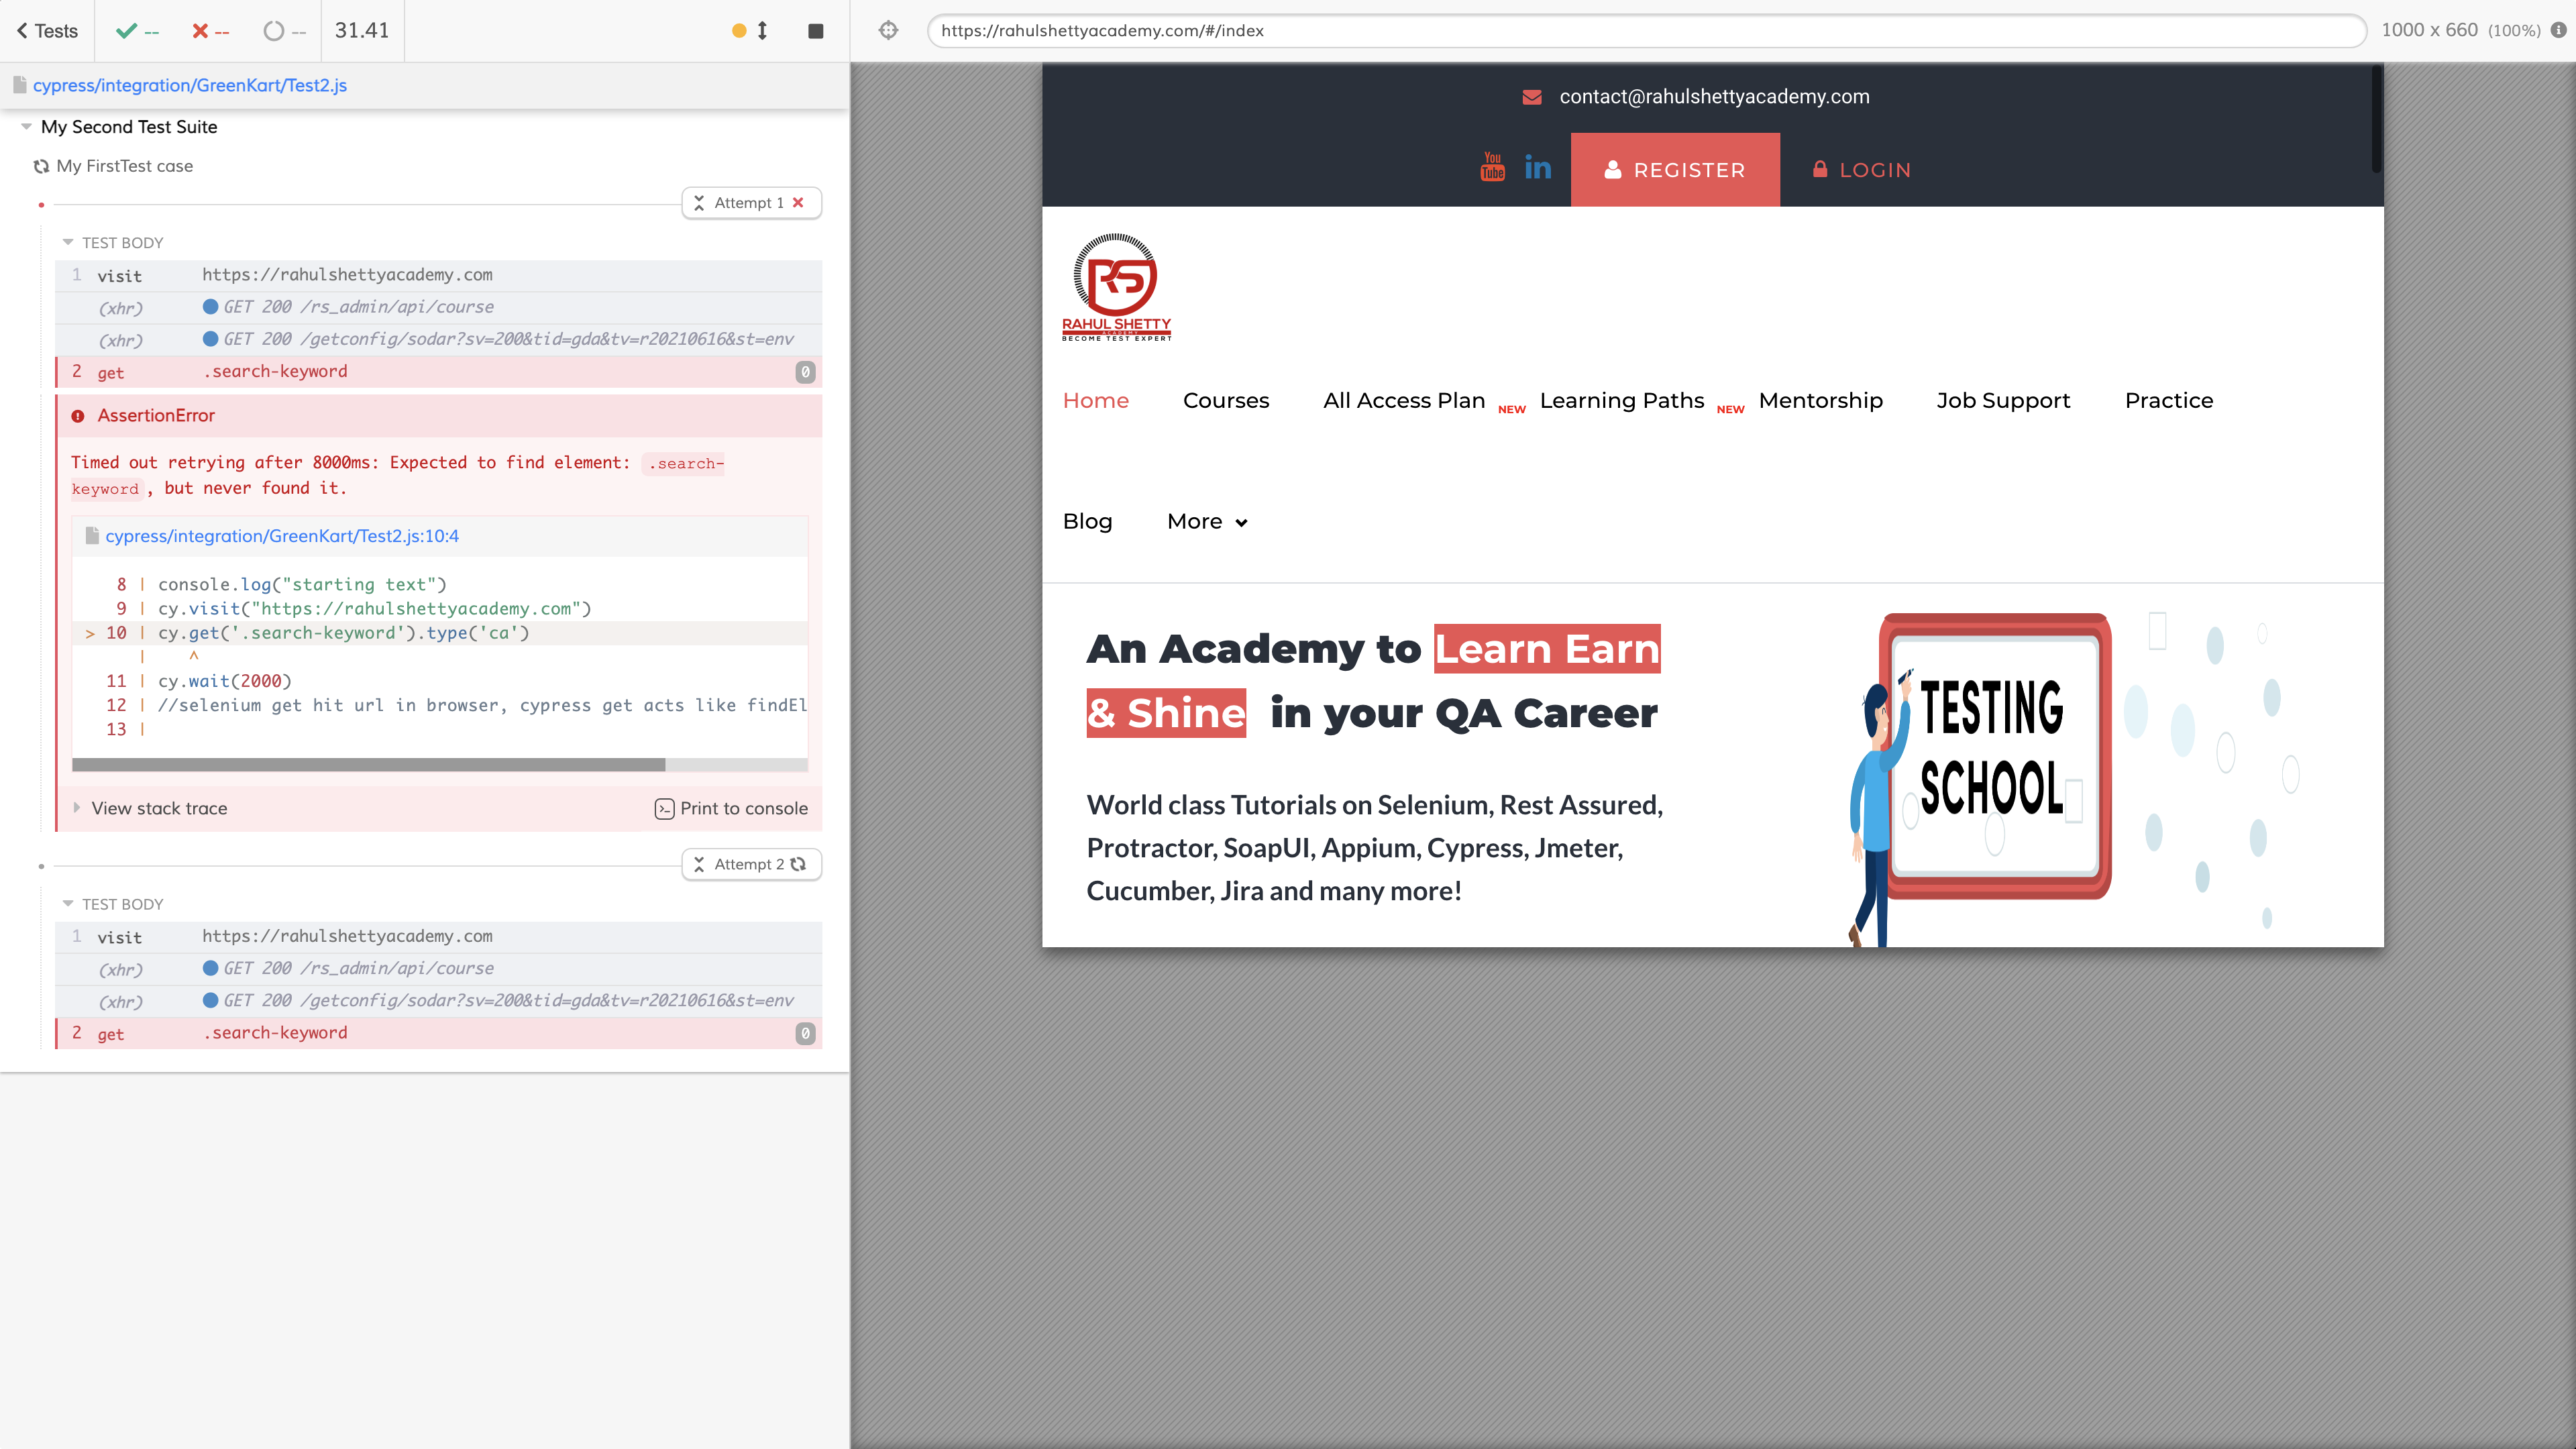 Tests
--
--
--
31.41
cypress/integration/GreenKart/Test2.js
My Second Test Suite
My FirstTest case
Attempt 1
TEST BODY
1 visit https://rahulshettyacademy.com
(xhr) GET 200 /rs_admin/api/course
(xhr) GET 200 /getconfig/sodar?sv=200&tid=gda&tv=r20210616&st=env
2 get .search-keyword 0
AssertionError
Timed out retrying after 8000ms: Expected to find element: .search-
keyword, but never found it.
cypress/integration/GreenKart/Test2.js:10:4
8 | console.log("starting text")
9 | cy.visit("https://rahulshettyacademy.com")
> 10 | cy.get('.search-keyword').type('ca')
| ^
11 | cy.wait(2000)
12 | //selenium get hit url in browser, cypress get acts like findEl
13 |
View stack trace
Print to console
Attempt 2
TEST BODY
1 visit https://rahulshettyacademy.com
(xhr) GET 200 /rs_admin/api/course
(xhr) GET 200 /getconfig/sodar?sv=200&tid=gda&tv=r20210616&st=env
2 get .search-keyword 0
https://rahulshettyacademy.com/#/index
1000 x 660 (100%)
contact@rahulshettyacademy.com
You
Tube
in
REGISTER
LOGIN
RS
RAHUL SHETTY
ACADEMY
BECOME TEST EXPERT
Home Courses All Access Plan NEW Learning Paths NEW Mentorship Job Support Practice
Blog More
An Academy to Learn Earn
& Shine in your QA Career
World class Tutorials on Selenium, Rest Assured,
Protractor, SoapUI, Appium, Cypress, Jmeter,
Cucumber, Jira and many more!
TESTING
SCHOOL